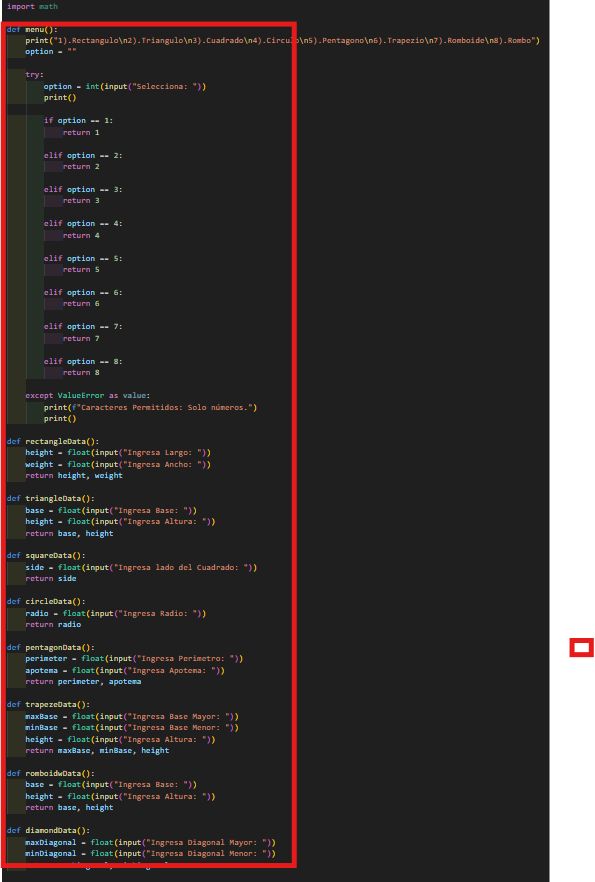 import math
def menu():
print("1).Rectangulo\n2).Triangulo\n3).Cuadrado\n4).Circulo\n5).Pentagono\n6).Trapezio\n7).Romboide\n8).Rombo")
option = ""
try:
option = int(input("Selecciona: "))
print()
if option == 1:
return 1
elif option == 2:
return 2
elif option == 3:
return 3
elif option == 4:
return 4
elif option == 5:
return 5
elif option == 6:
return 6
elif option == 7:
return 7
elif option == 8:
return 8
except ValueError as value:
print(f"Caracteres Permitidos: Solo números.")
print()
def rectangleData():
height = float(input("Ingresa Largo: "))
weight = float(input("Ingresa Ancho: "))
return height, weight
def triangleData():
base = float(input("Ingresa Base: "))
height = float(input("Ingresa Altura: "))
return base, height
def squareData():
side = float(input("Ingresa lado del Cuadrado: "))
return side
def circleData():
radio = float(input("Ingresa Radio: "))
return radio
def pentagonData():
perimeter = float(input("Ingresa Perimetro: "))
apotema = float(input("Ingresa Apotema: "))
return perimeter, apotema
def trapezeData():
maxBase = float(input("Ingresa Base Mayor: "))
minBase = float(input("Ingresa Base Menor: "))
height = float(input("Ingresa Altura: "))
return maxBase, minBase, height
def romboidwData():
base = float(input("Ingresa Base: "))
height = float(input("Ingresa Altura: "))
return base, height
def diamondData():
maxDiagonal = float(input("Ingresa Diagonal Mayor: "))
minDiagonal = float(input("Ingresa Diagonal Menor: "))